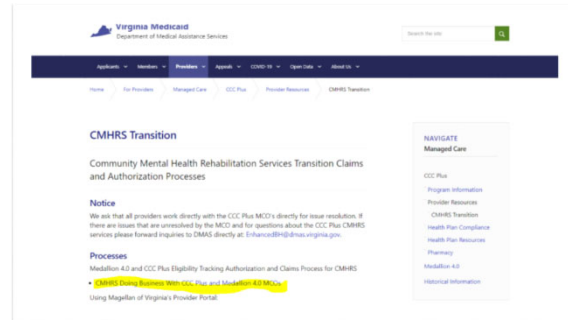 Virginia Medicaid
Department of Medical Assistance Services
Search the site
Applicants Members Providers Appeals COVID-19 Open Data About Us
Home For Providers Managed Care CCC Plus Provider Resources CMHRS Transition
CMHRS Transition
Community Mental Health Rehabilitation Services Transition Claims
and Authorization Processes
Notice
We ask that all providers work directly with the CCC Plus MCO's directly for issue resolution. If
there are issues that are unresolved by the MCO and for questions about the CCC Plus CMHRS
services please forward inquiries to DMAS directly at: EnhancedBH@dmas.virginia.gov.
Processes
Medallion 4.0 and CCC Plus Eligibility Tracking Authorization and Claims Process for CMHRS
• CMHRS Doing Business With CCC Plus and Medallion 4.0 MCOs
Using Magellan of Virginia's Provider Portal:
NAVIGATE
Managed Care
CCC Plus
Program Information
Provider Resources
CMHRS Transition
Health Plan Compliance
Health Plan Resources
Pharmacy
Medallion 4.0
Historical Information